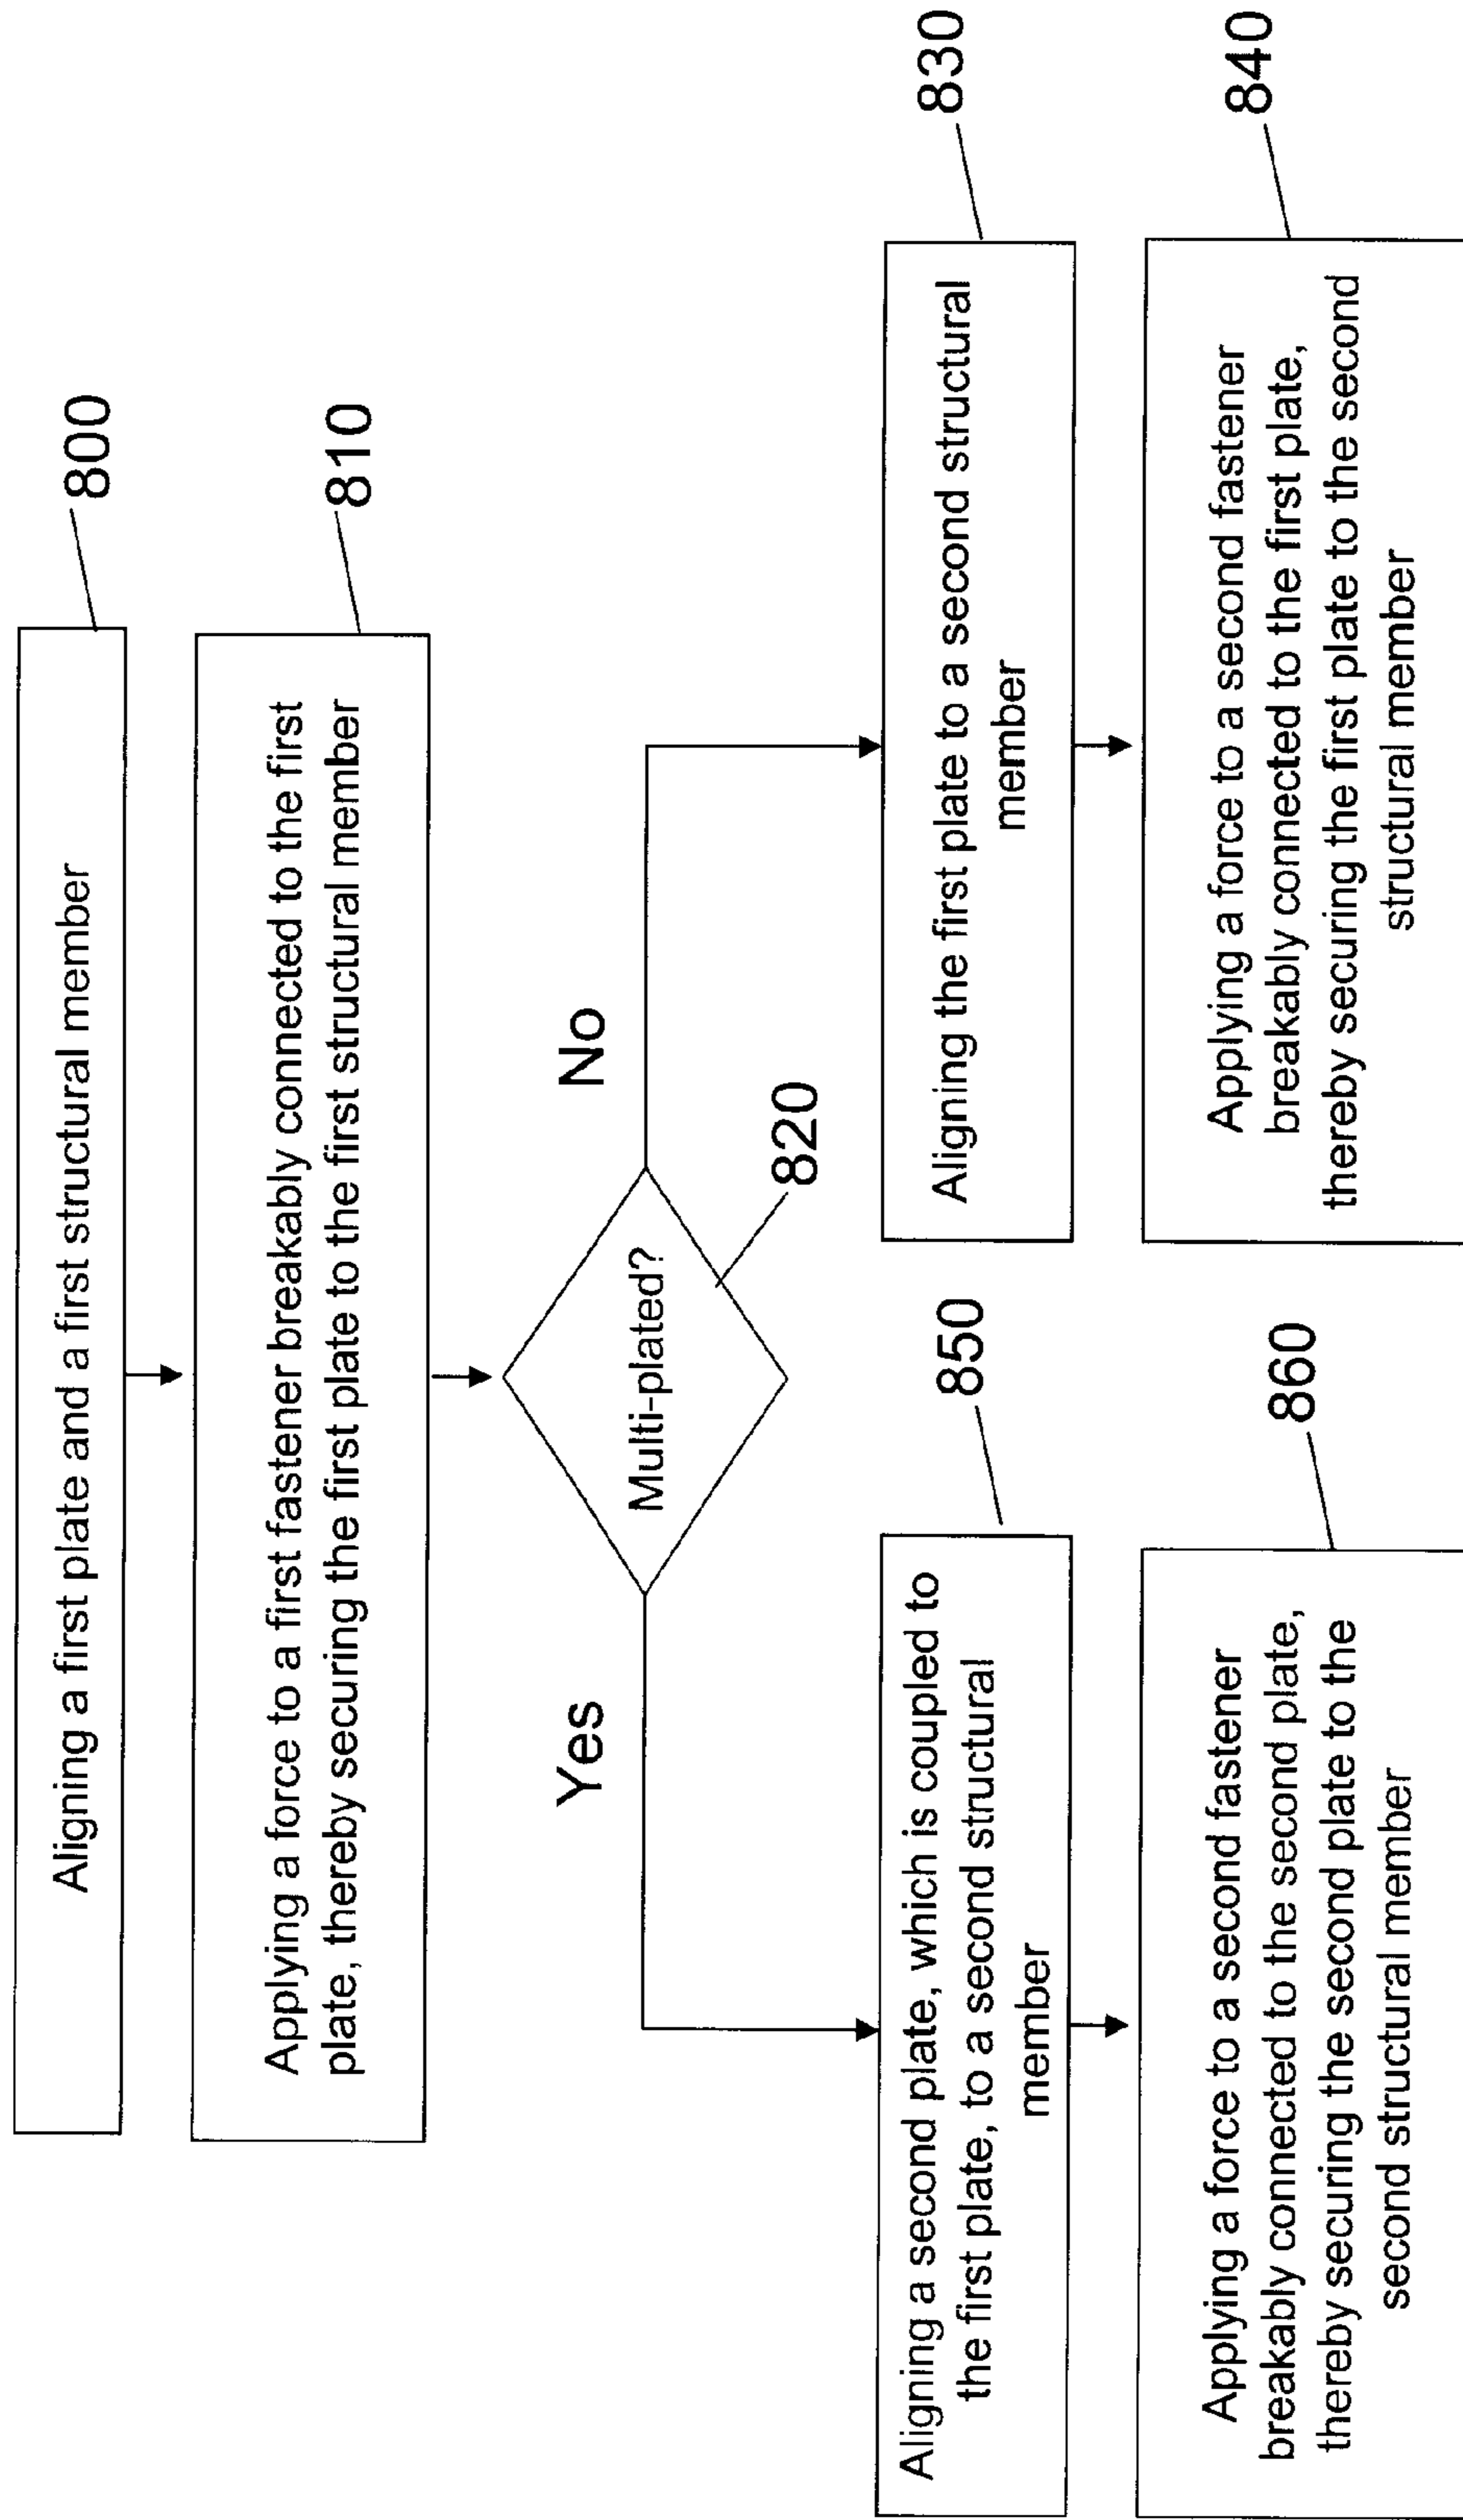 Aligning a first plate and a first structural member
800
Applying a force to a first fastener breakably connected to the first
plate, thereby securing the first plate to the first structural member
810
Multi-plated?
820
Yes
No
Aligning a second plate, which is coupled to
the first plate, to a second structural
member
850
Applying a force to a second fastener
breakably connected to the second plate,
thereby securing the second plate to the
second structural member
860
Aligning the first plate to a second structural
member
830
Applying a force to a second fastener
breakably connected to the first plate,
thereby securing the first plate to the second
structural member
840